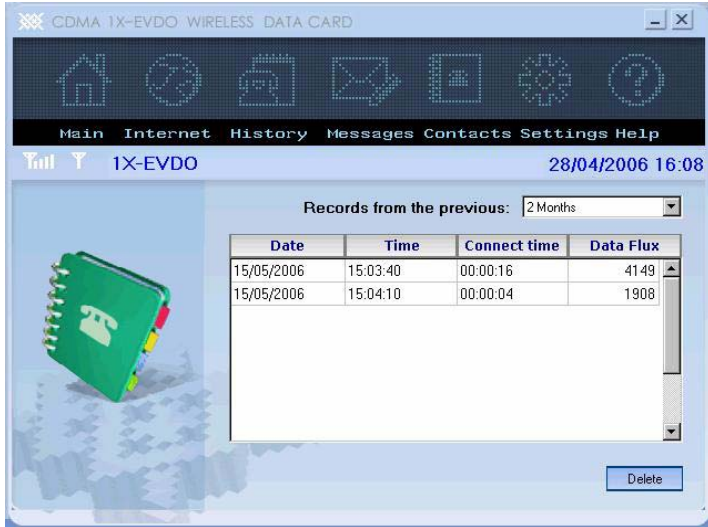 CDMA 1X-EVDO WIRELESS DATA CARD
Main Internet History Messages Contacts Settings Help
1X-EVDO 28/04/2006 16:08
Records from the previous: 2 Months
Date Time Connect time Data Flux
15/05/2006 15:03:40 00:00:16 4149
15/05/2006 15:04:10 00:00:04 1908
Delete